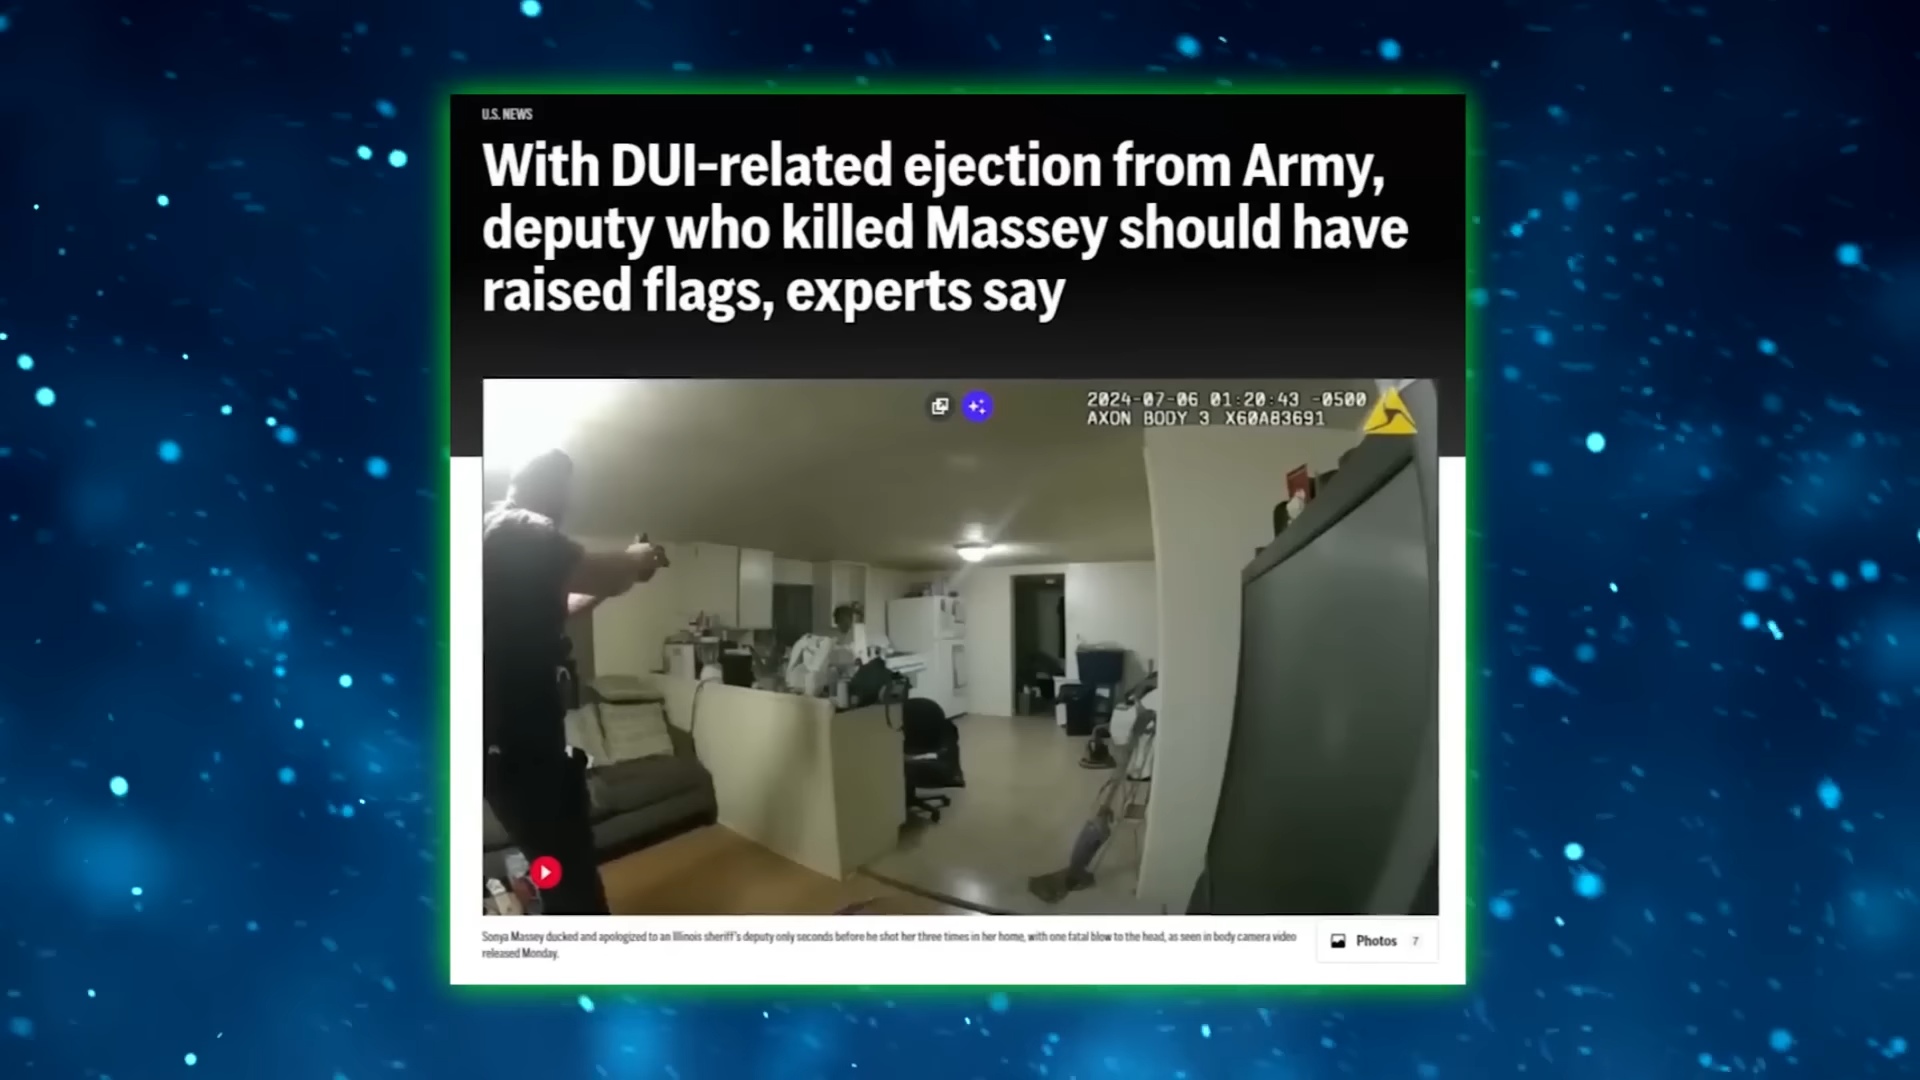 U.S. NEWS
With DUI-related ejection from Army,
deputy who killed Massey should have
raised flags, experts say
2024-07-06 01:20:43 -0500
AXON BODY 3 X60A83691
Sonya Massey ducked and apologized to an Illinois sheriff's deputy only seconds before he shot her three times in her home, with one fatal blow to the head, as seen in body camera video
released Monday.
Photos 7